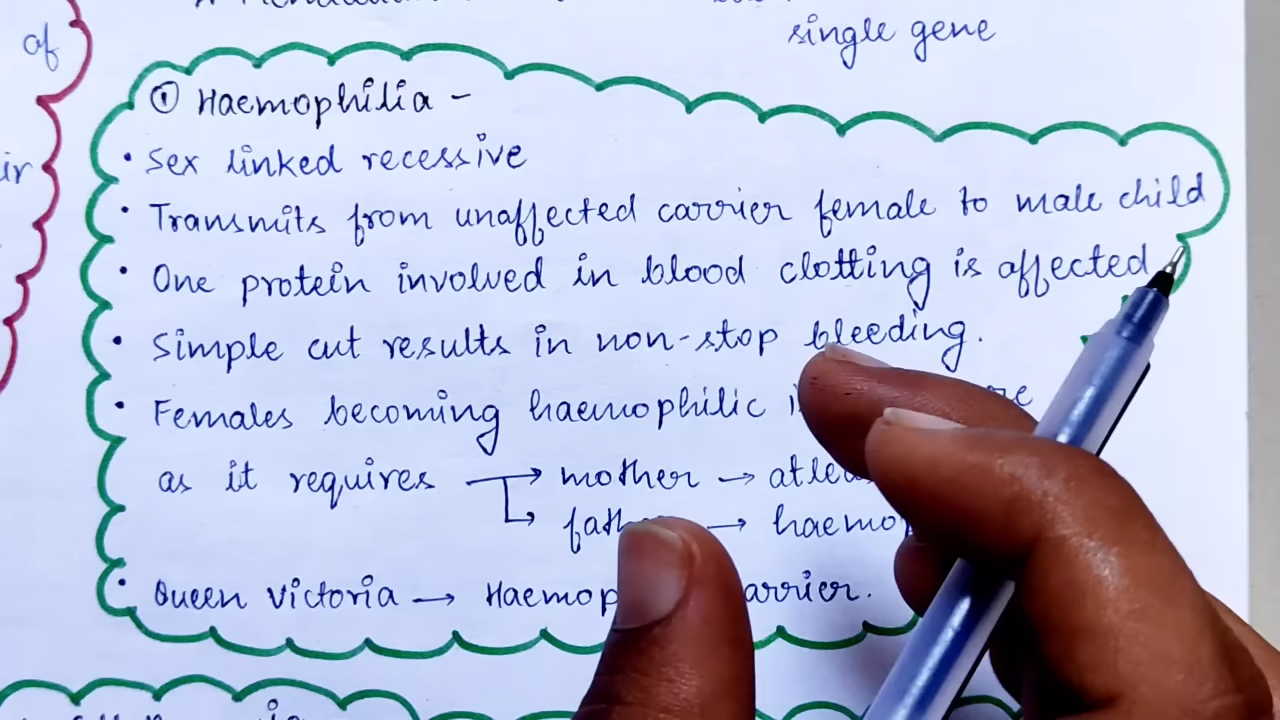 of
single gene
① Haemophilia -
ir
• Sex linked recessive
• Transmits from unaffected carrier female to male child
• One protein involved in blood clotting is affected
• Simple cut results in non-stop bleeding.
• Females becoming haemophilic
as it requires → mother →
↳ →
• Queen Victoria →